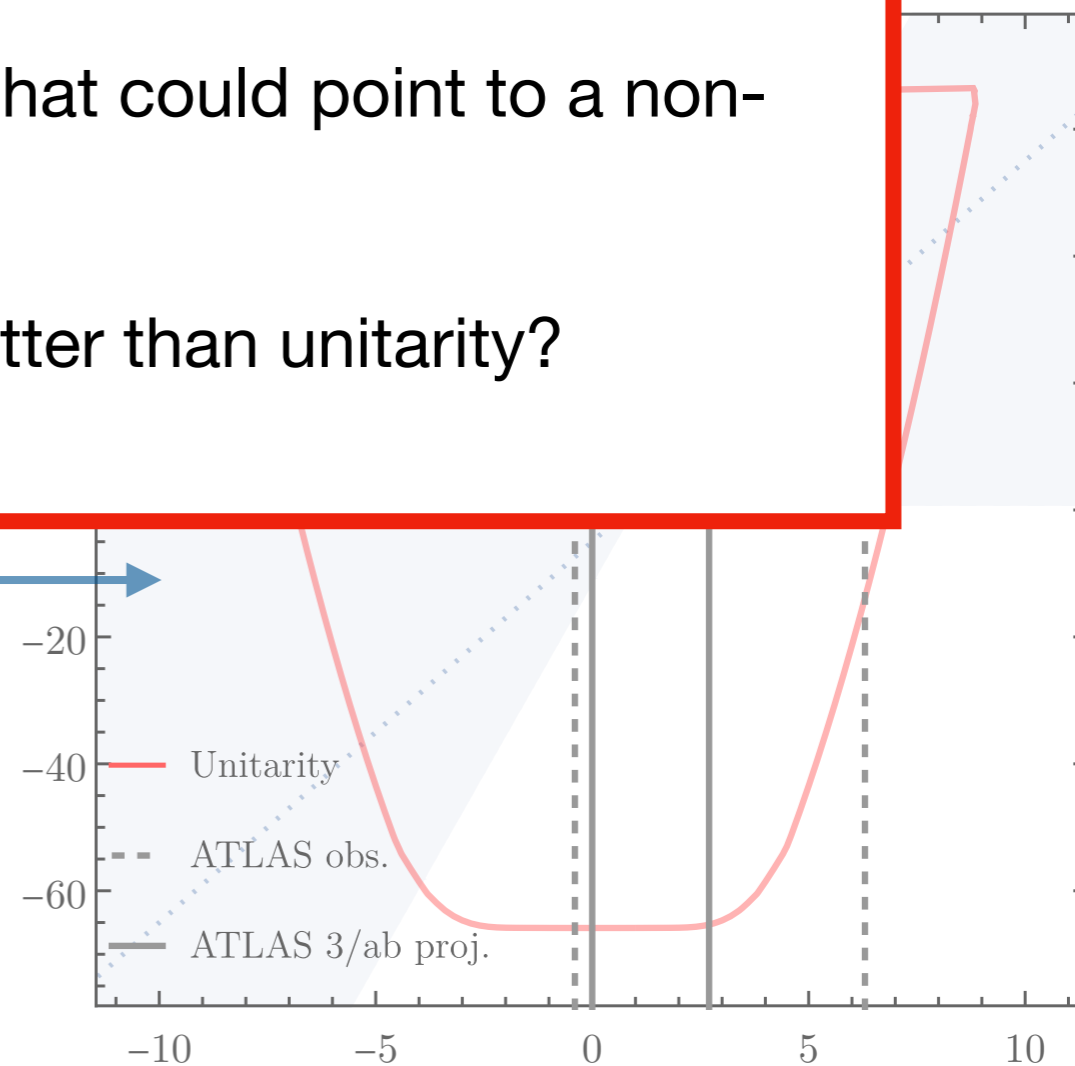 hat could point to a non-
tter than unitarity?
−20
−40
−60
Unitarity
ATLAS obs.
ATLAS 3/ab proj.
−10 −5 0 5 10